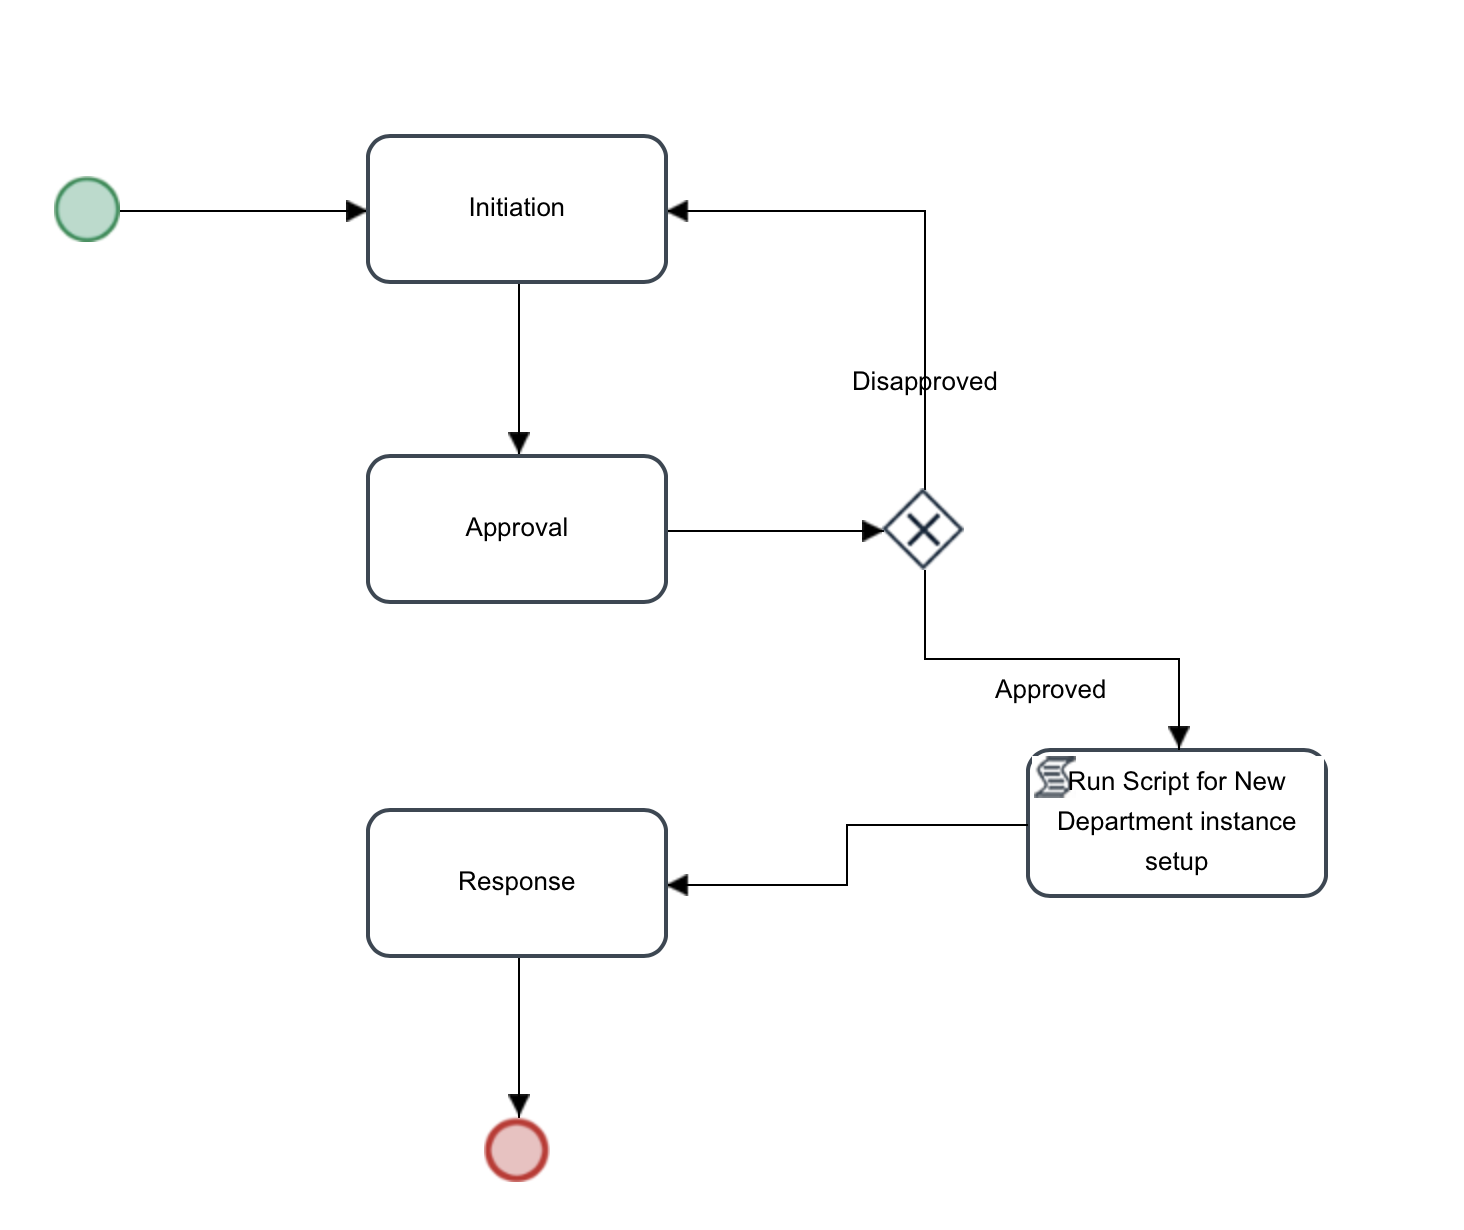 Initiation
Disapproved
Approval
Approved
Run Script for New
Department instance
setup
Response